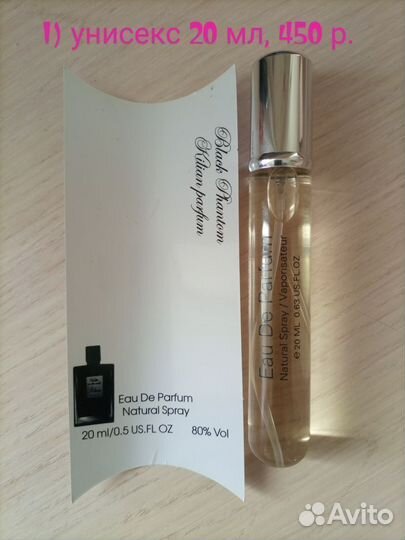 1) унисекс 20 мл, 450 р.
Black Phantom
Kilian parfum
Eau De Parfum
Natural Spray
20 ml/0.5 US.FL OZ 80% Vol
Eau De Parfum
Natural Spray / Vaporisateur
e 20 ML 0.63 US.FL OZ
Avito